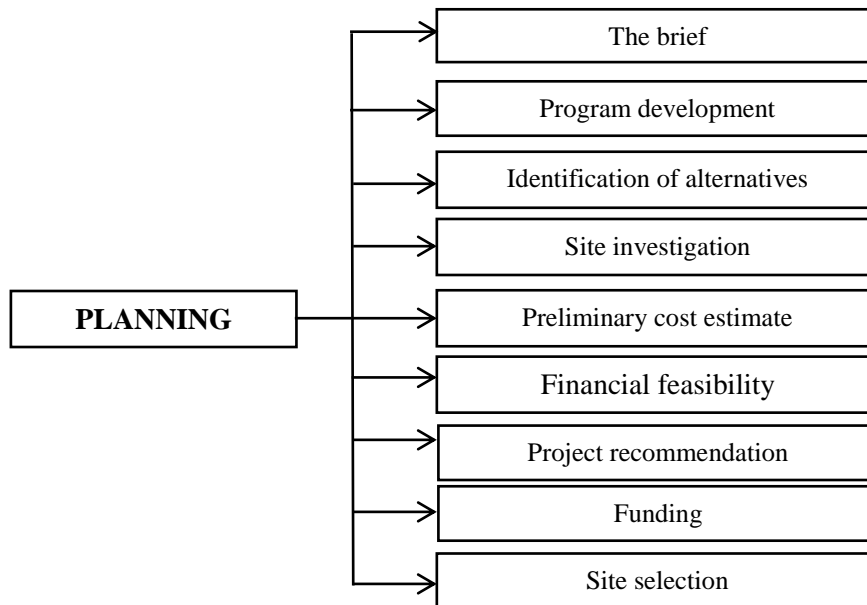 The brief
Program development
Identification of alternatives
Site investigation
PLANNING
Preliminary cost estimate
Financial feasibility
Project recommendation
Funding
Site selection